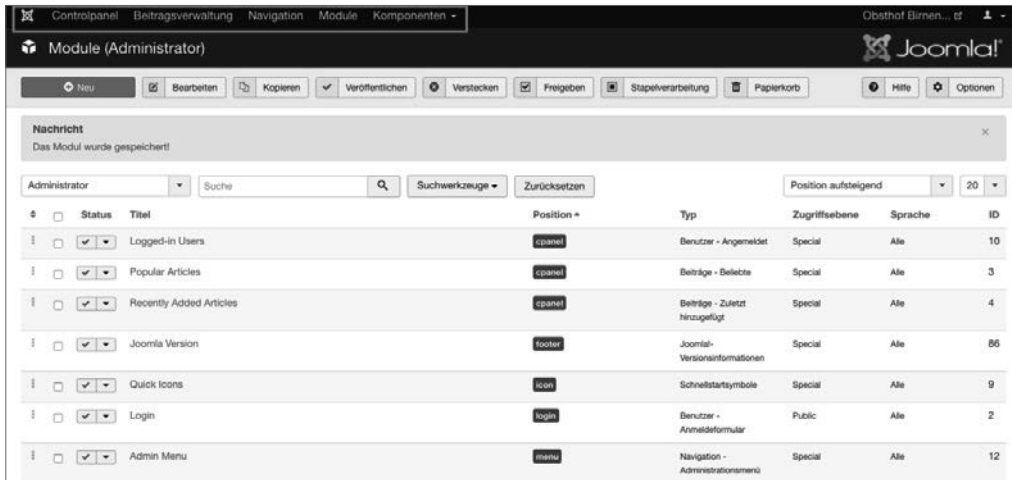 Controlpanel Beitragsverwaltung Navigation Module Komponenten Obsthof Birnen...
Module (Administrator) Joomla!
Neu Bearbeiten Kopieren Veröffentlichen Verstecken Freigeben Stapelverarbeitung Papierkorb Hilfe Optionen
Nachricht
Das Modul wurde gespeichert!
Administrator Suche Suchwerkzeuge Zurücksetzen Position aufsteigend 20
Status Titel Position Typ Zugriffsebene Sprache ID
Logged-in Users cpanel Benutzer - Angemeldet Special Alle 10
Popular Articles cpanel Beiträge - Beliebte Special Alle 3
Recently Added Articles cpanel Beiträge - Zuletzt Special Alle 4
hinzugefügt
Joomla Version footer Joomla!- Special Alle 86
Versionsinformationen
Quick Icons icon Schnellstartsymbole Special Alle 9
Login login Benutzer - Public Alle 2
Anmeldeformular
Admin Menu menu Navigation - Special Alle 12
Administrationsmenü